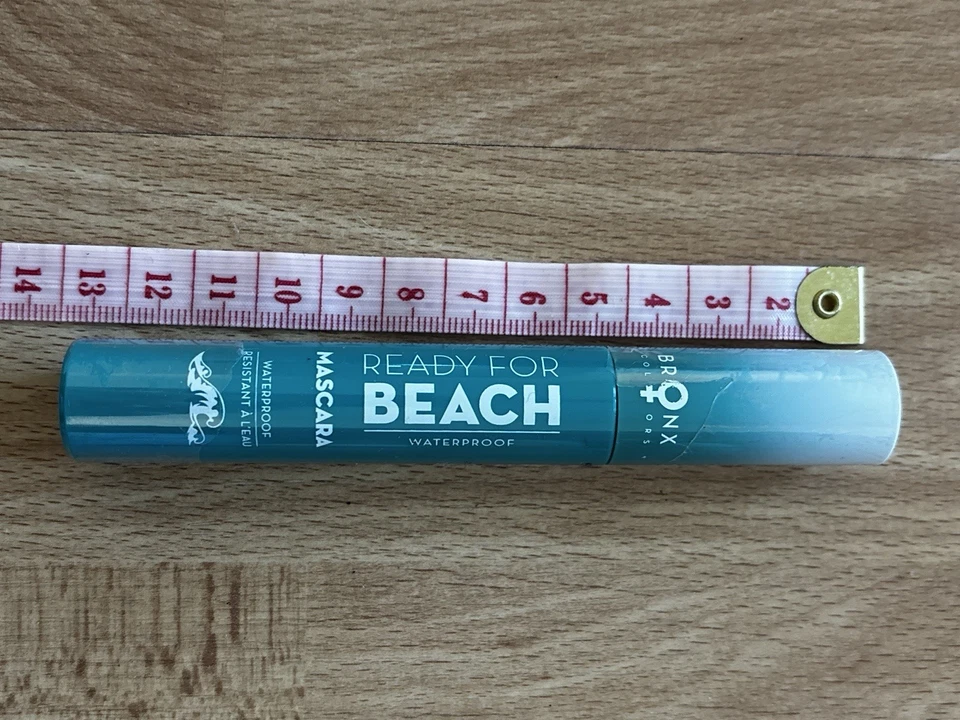 14 13 12 11 10 9 8 7 6 5 4 3 2
WATERPROOF
RESISTANT À L'EAU
MASCARA
READY FOR
BEACH
WATERPROOF
BRONX
COLORS